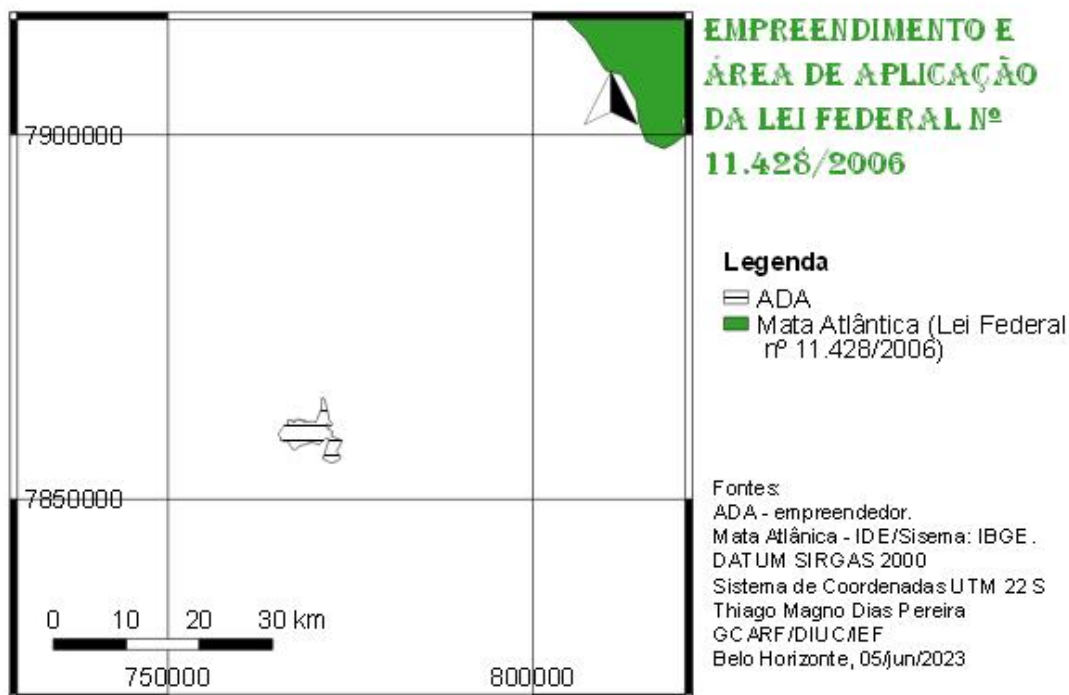 EMPREENDIMENTO E
ÁREA DE APLICAÇÃO
DA LEI FEDERAL Nº
11.428/2006
7900000
7850000
0 10 20 30 km
750000 800000
Legenda
ADA
Mata Atlântica (Lei Federal
nº 11.428/2006)
Fontes:
ADA - empreendedor.
Mata Atlânica - IDE/Sisema: IBGE.
DATUM SIRGAS 2000
Sistema de Coordenadas UTM 22 S
Thiago Magno Dias Pereira
GCARF/DIUC/IEF
Belo Horizonte, 05/jun/2023